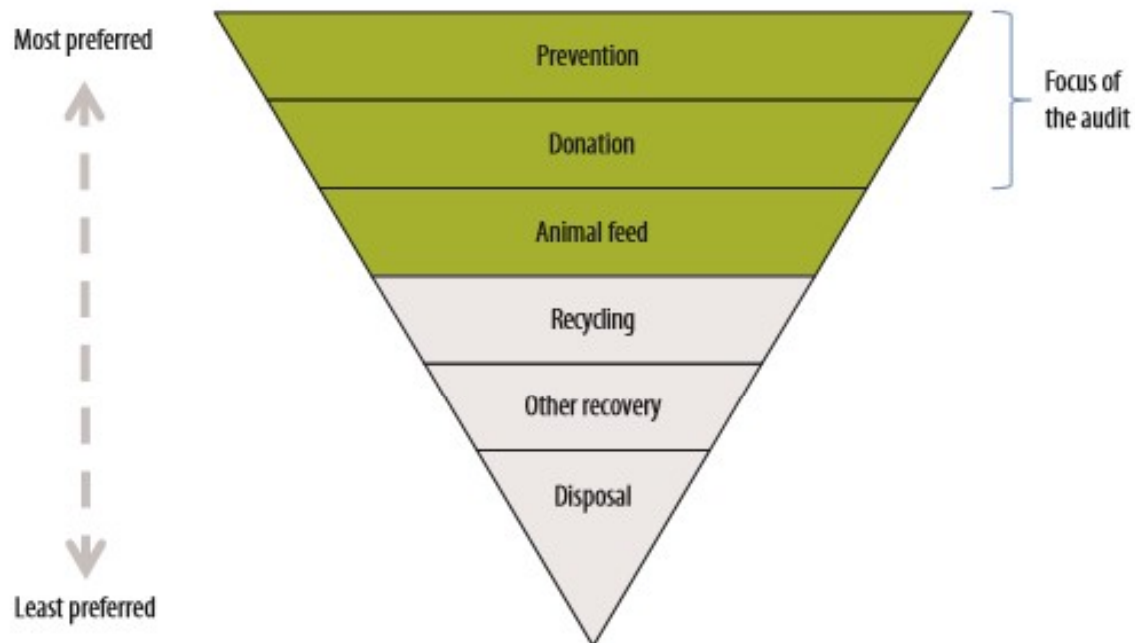 Most preferred
Prevention
Focus of
the audit
Donation
Animal feed
Recycling
Other recovery
Disposal
Least preferred